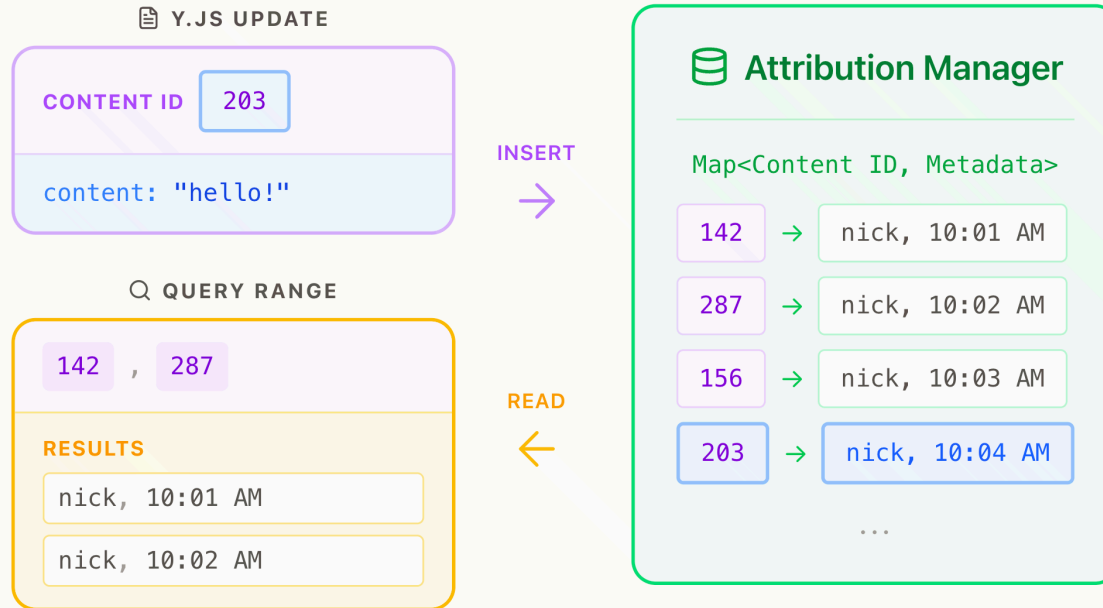 Y.JS UPDATE
CONTENT ID 203
content: "hello!"
INSERT
QUERY RANGE
142 , 287
RESULTS
nick, 10:01 AM
nick, 10:02 AM
READ
Attribution Manager
Map<Content ID, Metadata>
142 → nick, 10:01 AM
287 → nick, 10:02 AM
156 → nick, 10:03 AM
203 → nick, 10:04 AM
...